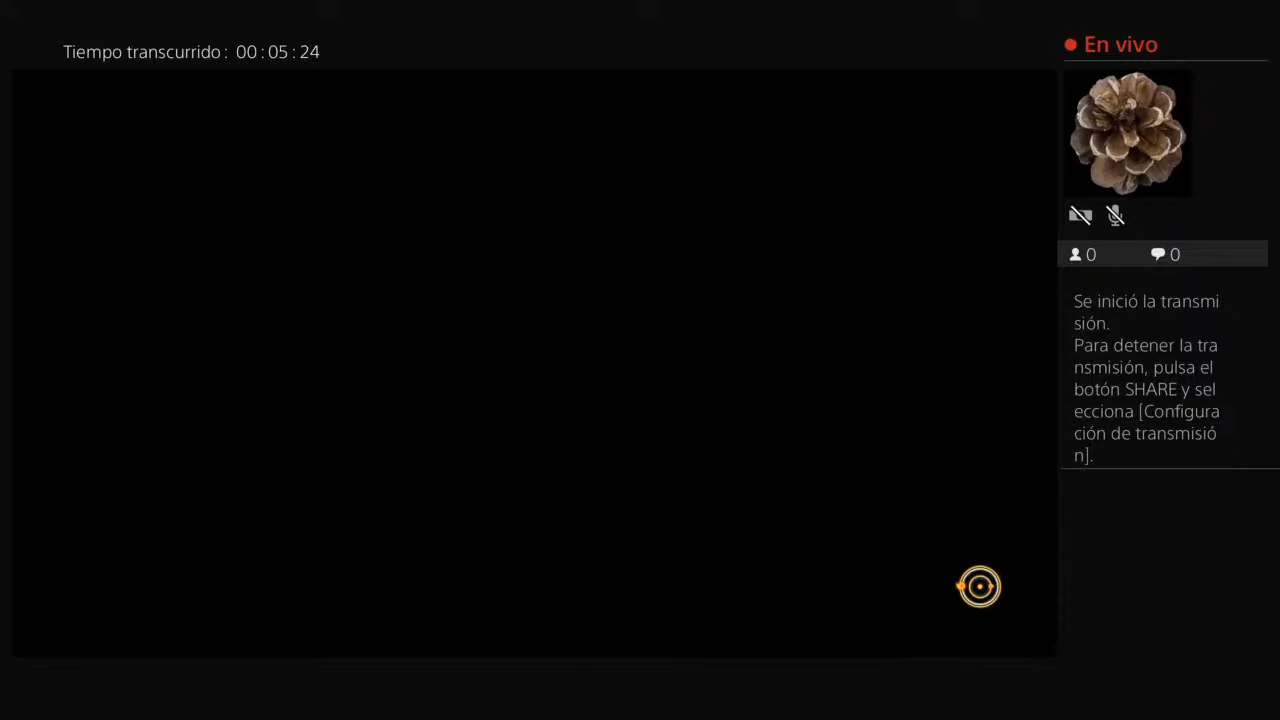 Tiempo transcurrido: 00:05:24
En vivo
0 0
Se inició la transmi
sión.
Para detener la tra
nsmisión, pulsa el
botón SHARE y sel
ecciona [Configura
ción de transmisió
n].